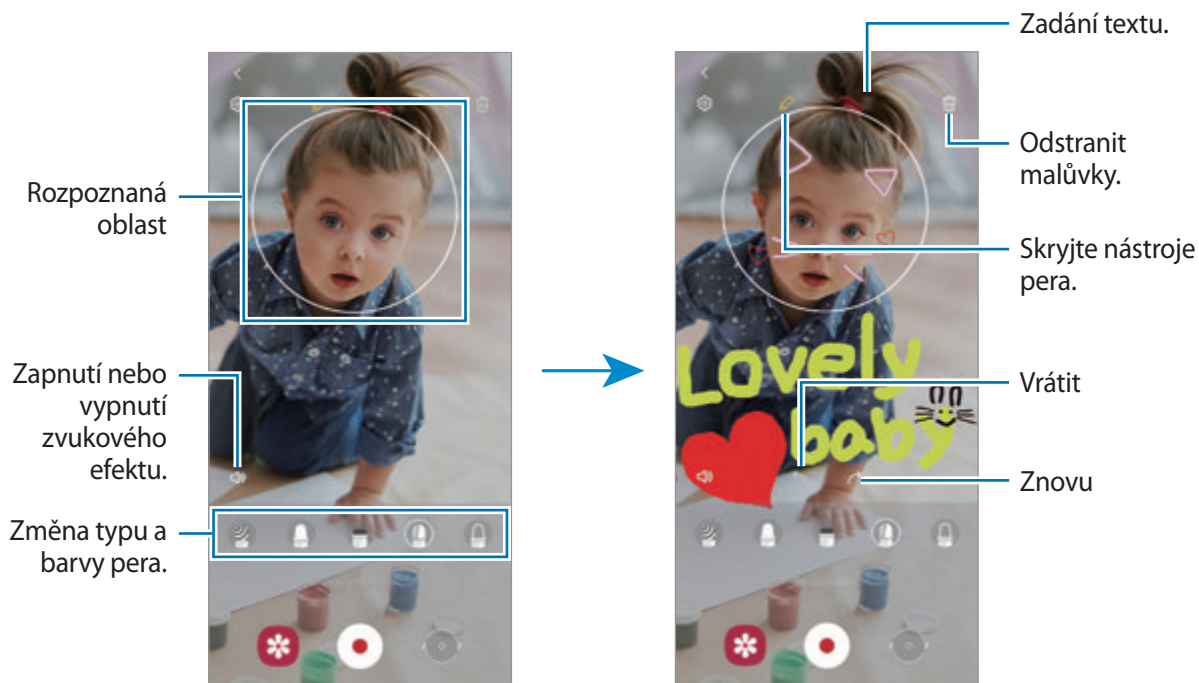 Zadání textu.
Odstranit
malůvky.
Rozpoznaná
oblast
Skryjte nástroje
pera.
Lovely
baby
Zapnutí nebo
vypnutí
zvukového
efektu.
Vrátit
Znovu
Změna typu a
barvy pera.